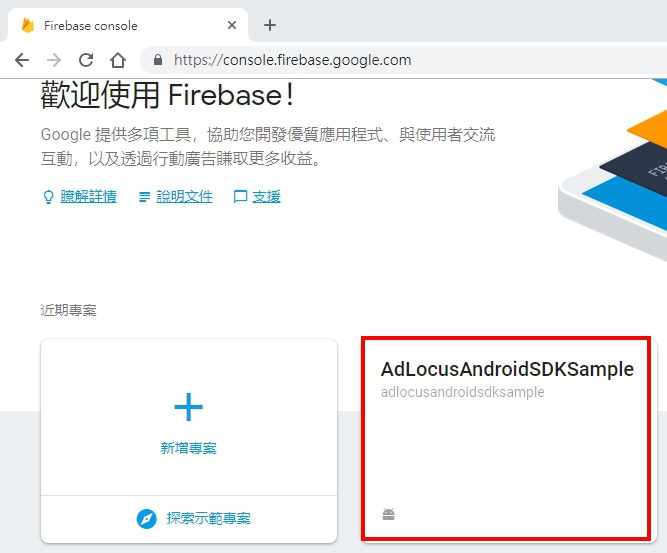 Firebase console
https://console.firebase.google.com
歡迎使用 Firebase!
Google 提供多項工具，協助您開發優質應用程式、與使用者交流
互動，以及透過行動廣告賺取更多收益。
瞭解詳情 說明文件 支援
近期專案
AdLocusAndroidSDKSample
adlocusandroidsdksample
新增專案
探索示範專案